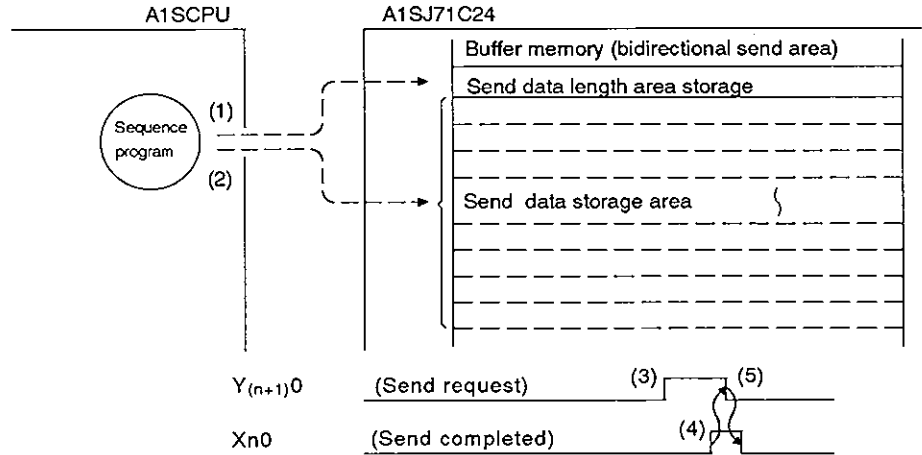 A1SCPU
A1SJ71C24
Buffer memory (bidirectional send area)
Send data length area storage
(1)
Sequence
program
(2)
Send data storage area
Y(n+1)0 (Send request) (3) (5)
Xn0 (Send completed) (4)